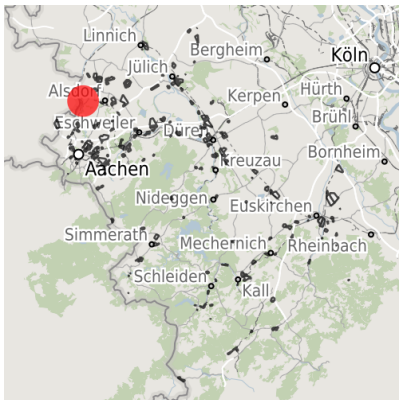 Linnich
Bergheim
Köln
Jülich
Alsdorf
Kerpen
Hürth
Eschweiler
Düren
Brühl
Aachen
Kreuzau
Bornheim
Nideggen
Euskirchen
Simmerath
Mechernich
Rheinbach
Schleiden
Kall